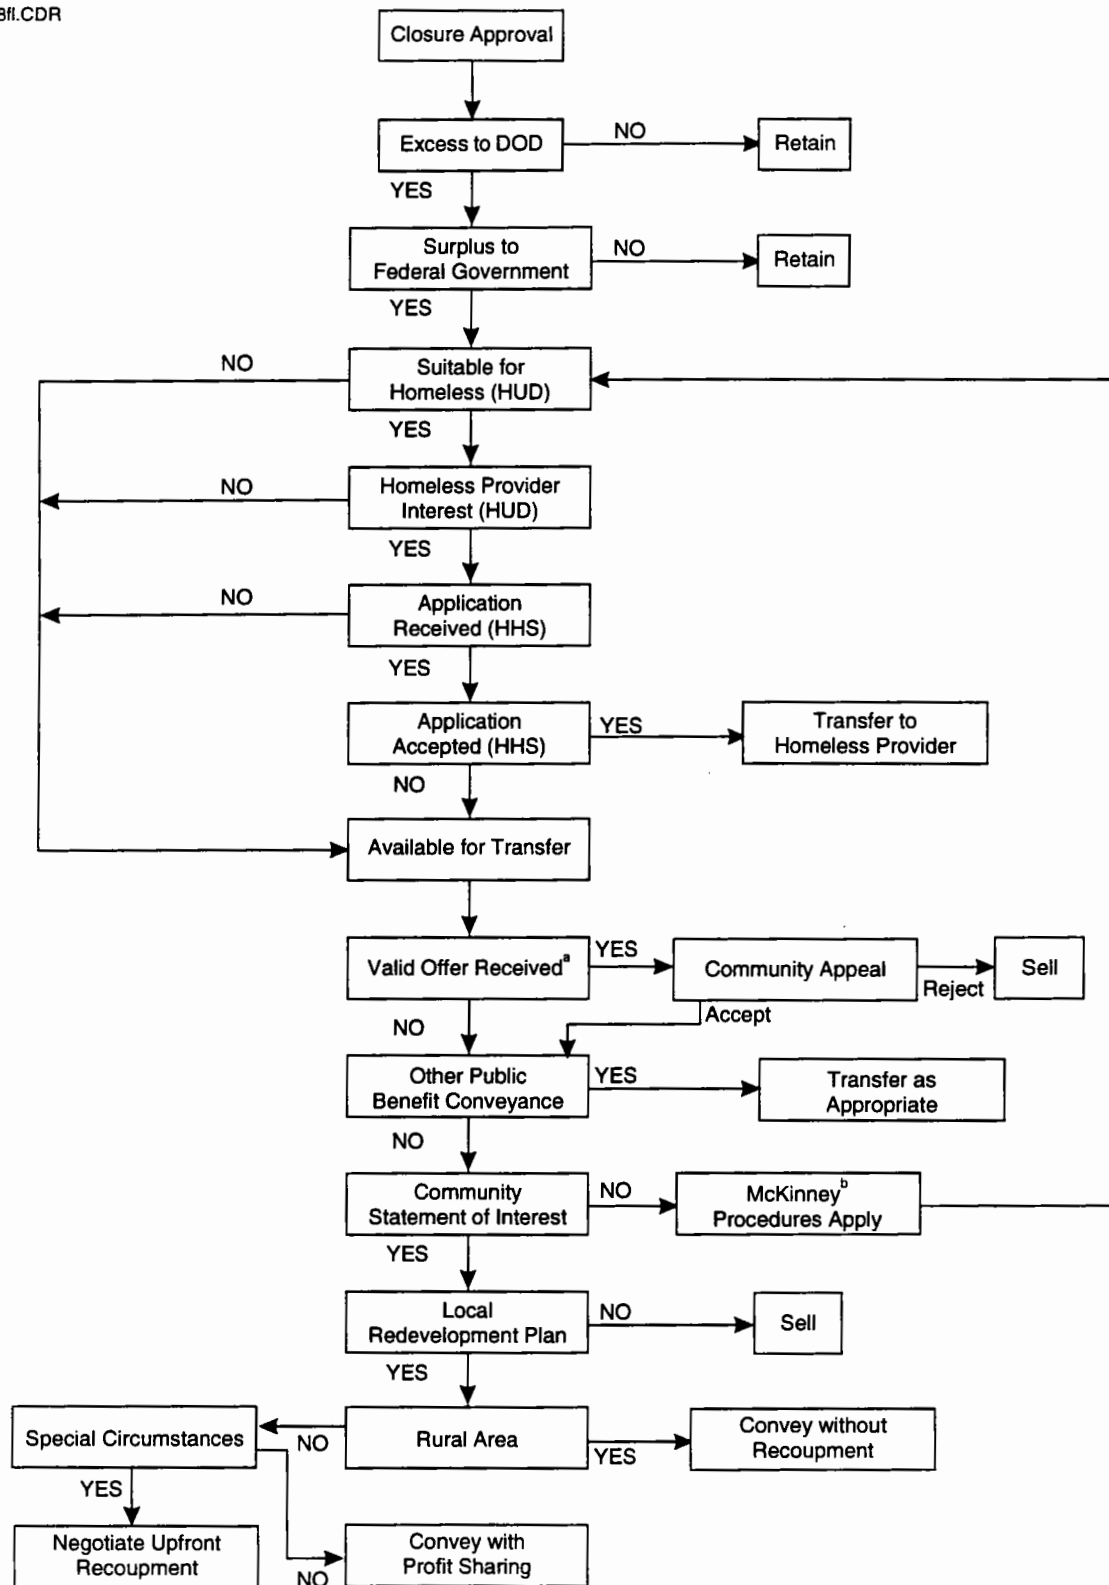 8fl.CDR
Closure Approval
Excess to DOD
NO
Retain
YES
Surplus to
Federal Government
NO
Retain
YES
NO
Suitable for
Homeless (HUD)
YES
NO
Homeless Provider
Interest (HUD)
YES
NO
Application
Received (HHS)
YES
Application
Accepted (HHS)
YES
Transfer to
Homeless Provider
NO
Available for Transfer
Valid Offer Receivedᵃ
YES
Community Appeal
Reject
Sell
Accept
NO
Other Public
Benefit Conveyance
YES
Transfer as
Appropriate
NO
Community
Statement of Interest
NO
McKinneyᵇ
Procedures Apply
YES
Local
Redevelopment Plan
NO
Sell
YES
Special Circumstances
NO
Rural Area
YES
Convey without
Recoupment
YES
Negotiate Upfront
Recoupment
NO
Convey with
Profit Sharing